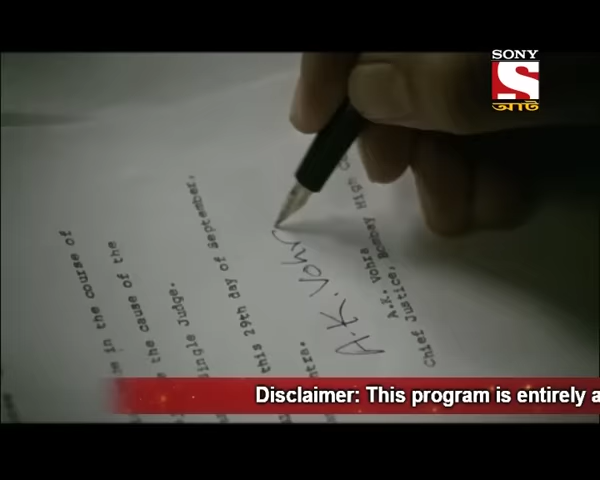 SONY
S
আট
in the course of
the cause of the
Single Judge.
this 29th day of September,
A.K. Vohr
A.K. Vohra
Chief Justice, Bombay High
Disclaimer: This program is entirely a